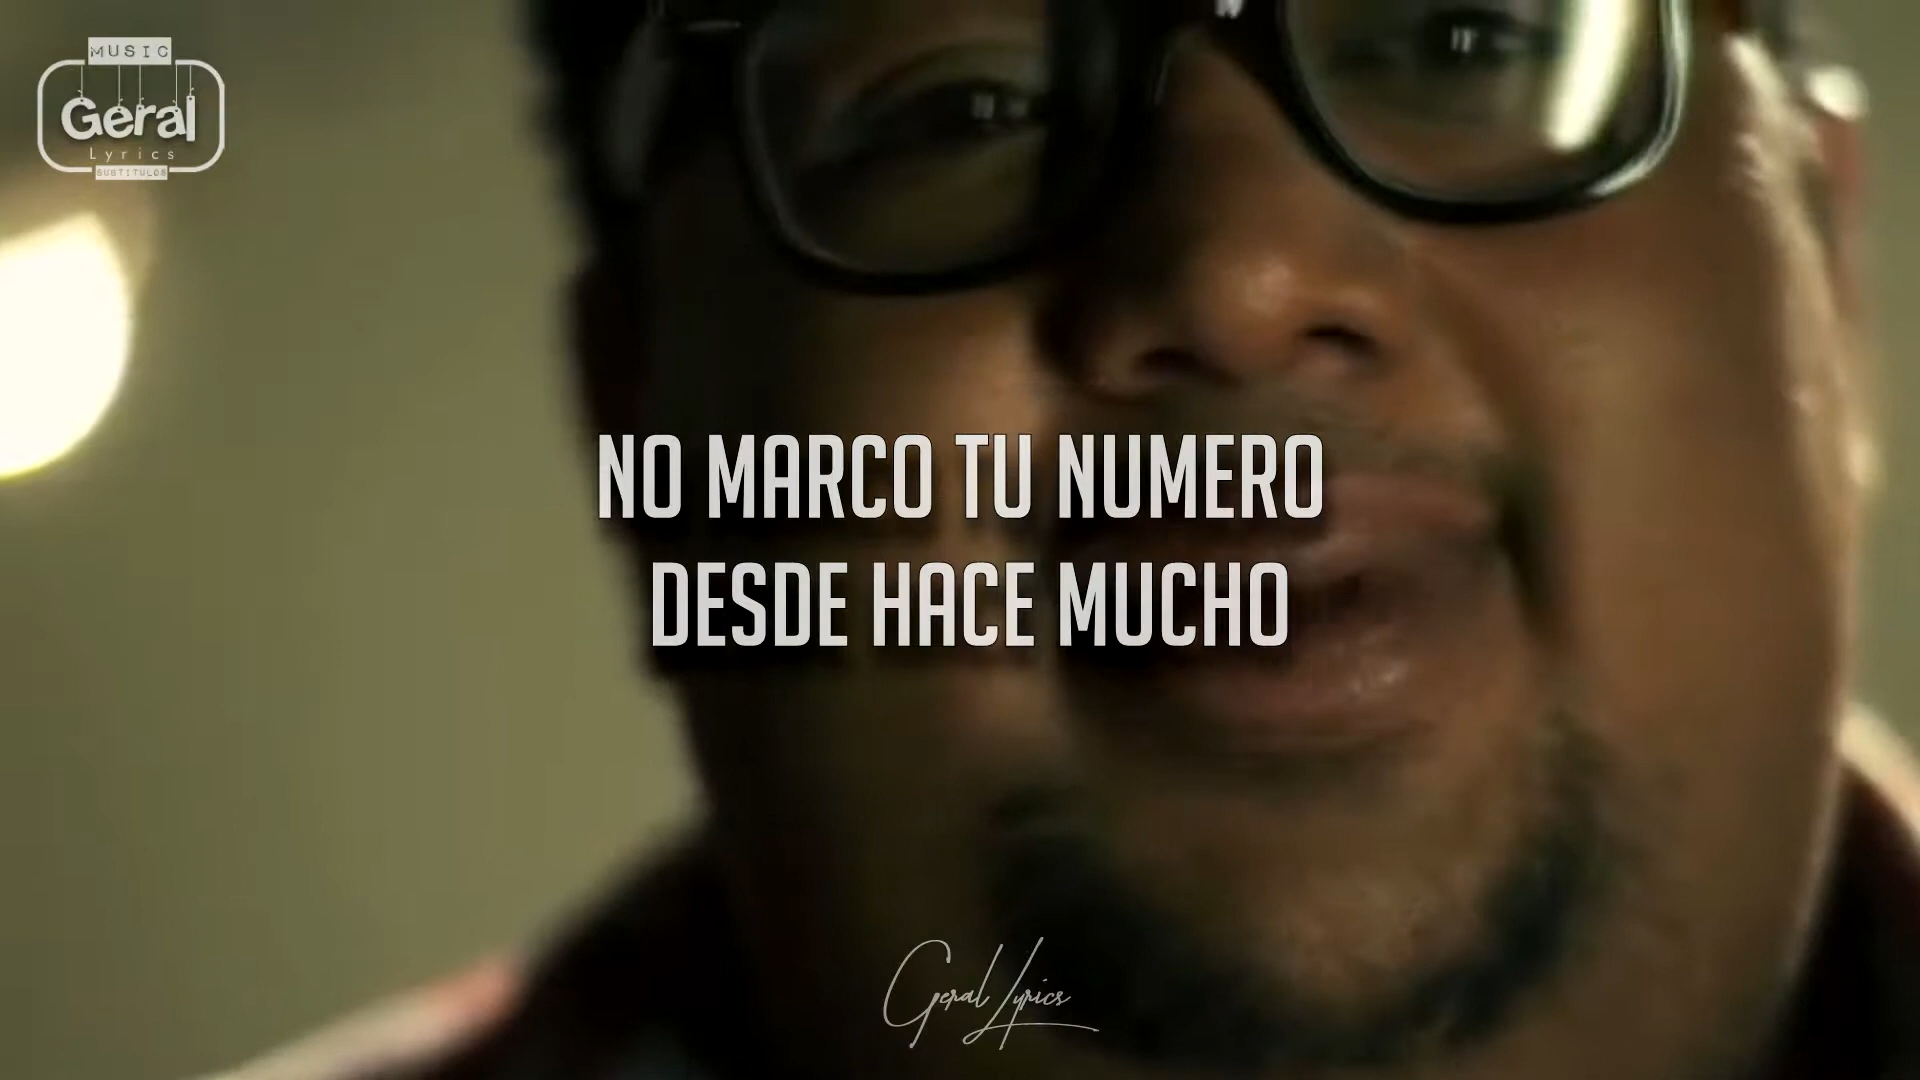 MUSIC
Geral
Lyrics
SUBTITULOS
NO MARCO TU NUMERO
DESDE HACE MUCHO
Geral Lyrics